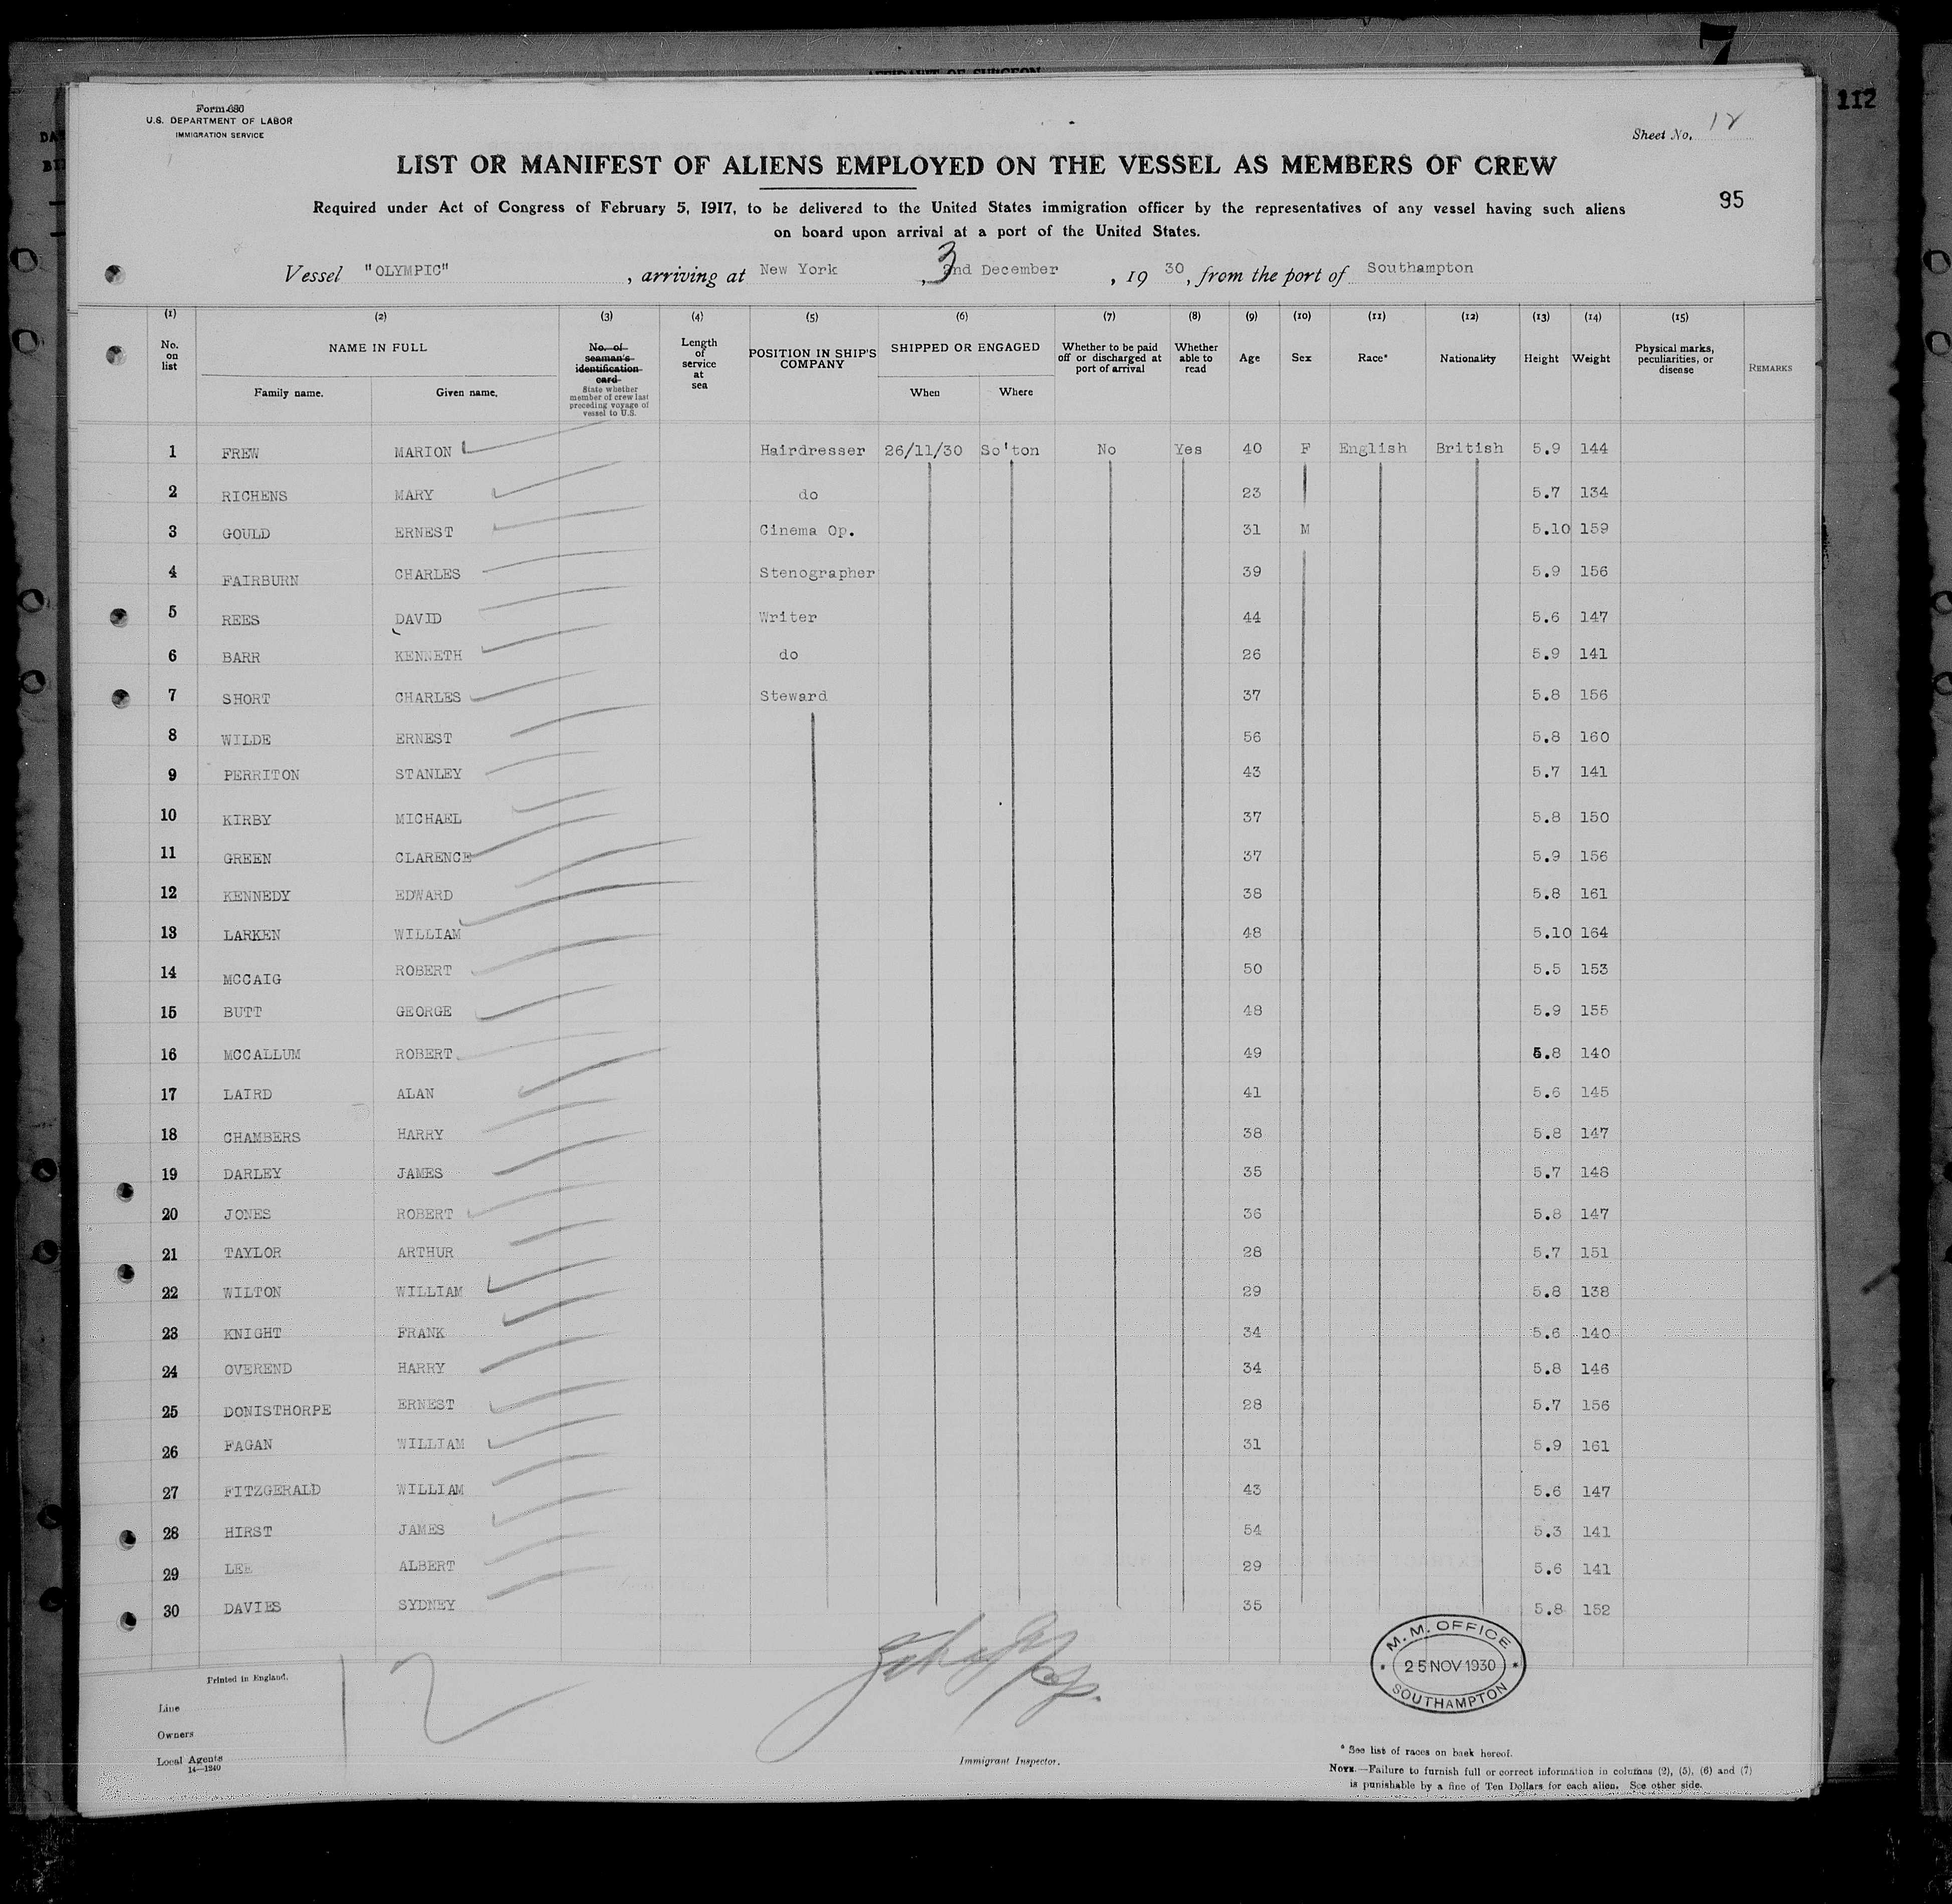 7
AFFIDAVIT OF SURGEON
112
Form 680
U.S. DEPARTMENT OF LABOR
IMMIGRATION SERVICE
Sheet No. 12
LIST OR MANIFEST OF ALIENS EMPLOYED ON THE VESSEL AS MEMBERS OF CREW
95
Required under Act of Congress of February 5, 1917, to be delivered to the United States immigration officer by the representatives of any vessel having such aliens
on board upon arrival at a port of the United States.
Vessel "OLYMPIC", arriving at New York, 3nd December, 1930, from the port of Southampton
(1) (2) (3) (4) (5) (6) (7) (8) (9) (10) (11) (12) (13) (14) (15)
No. on list NAME IN FULL Family name. Given name. No. of seaman's identification card State whether member of crew last preceding voyage of vessel to U.S. Length of service at sea POSITION IN SHIP'S COMPANY SHIPPED OR ENGAGED When Where Whether to be paid off or discharged at port of arrival Whether able to read Age Sex Race* Nationality Height Weight Physical marks, peculiarities, or disease REMARKS
1 FREW MARION Hairdresser 26/11/30 So'ton No Yes 40 F English British 5.9 144
2 RICHENS MARY do 23 5.7 134
3 GOULD ERNEST Cinema Op. 31 M 5.10 159
4 FAIRBURN CHARLES Stenographer 39 5.9 156
5 REES DAVID Writer 44 5.6 147
6 BARR KENNETH do 26 5.9 141
7 SHORT CHARLES Steward 37 5.8 156
8 WILDE ERNEST 56 5.8 160
9 PERRITON STANLEY 43 5.7 141
10 KIRBY MICHAEL 37 5.8 150
11 GREEN CLARENCE 37 5.9 156
12 KENNEDY EDWARD 38 5.8 161
13 LARKEN WILLIAM 48 5.10 164
14 MCCAIG ROBERT 50 5.5 153
15 BUTT GEORGE 48 5.9 155
16 MCCALLUM ROBERT 49 5.8 140
17 LAIRD ALAN 41 5.6 145
18 CHAMBERS HARRY 38 5.8 147
19 DARLEY JAMES 35 5.7 148
20 JONES ROBERT 36 5.8 147
21 TAYLOR ARTHUR 28 5.7 151
22 WILTON WILLIAM 29 5.8 138
23 KNIGHT FRANK 34 5.6 140
24 OVEREND HARRY 34 5.8 146
25 DONISTHORPE ERNEST 28 5.7 156
26 FAGAN WILLIAM 31 5.9 161
27 FITZGERALD WILLIAM 43 5.6 147
28 HIRST JAMES 54 5.3 141
29 LEE ALBERT 29 5.6 141
30 DAVIES SYDNEY 35 5.8 152
M. M. OFFICE
25 NOV 1930
SOUTHAMPTON
Printed in England.
12
Line
Owners
Local Agents
14—1240
Immigrant Inspector.
* See list of races on back hereof.
NOTE.—Failure to furnish full or correct information in columns (2), (5), (6) and (7)
is punishable by a fine of Ten Dollars for each alien. See other side.